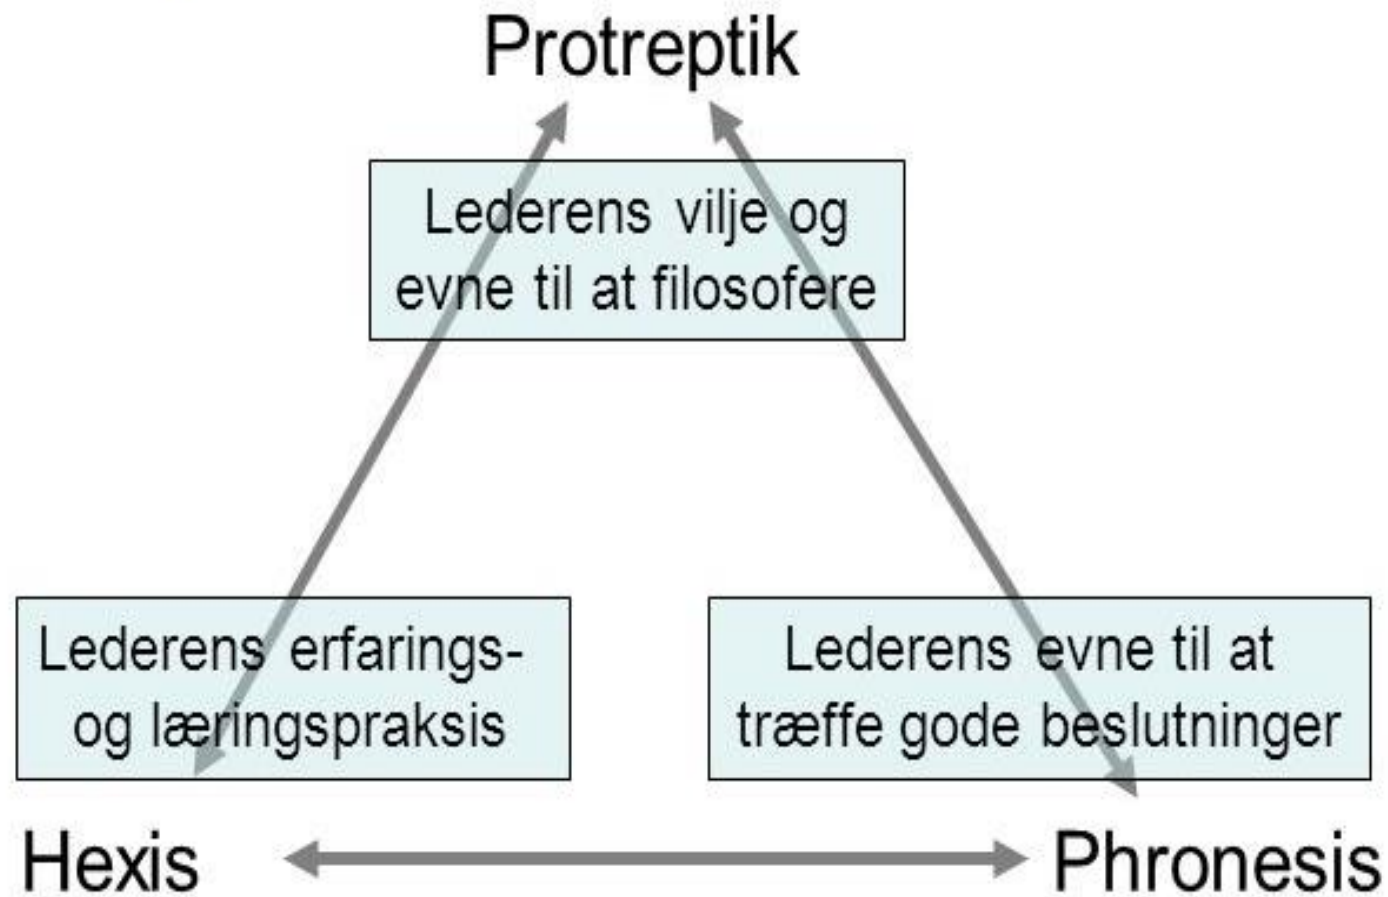 Protreptik
Lederens vilje og
evne til at filosofere
Lederens erfarings-
og læringspraksis
Lederens evne til at
træffe gode beslutninger
Hexis
Phronesis